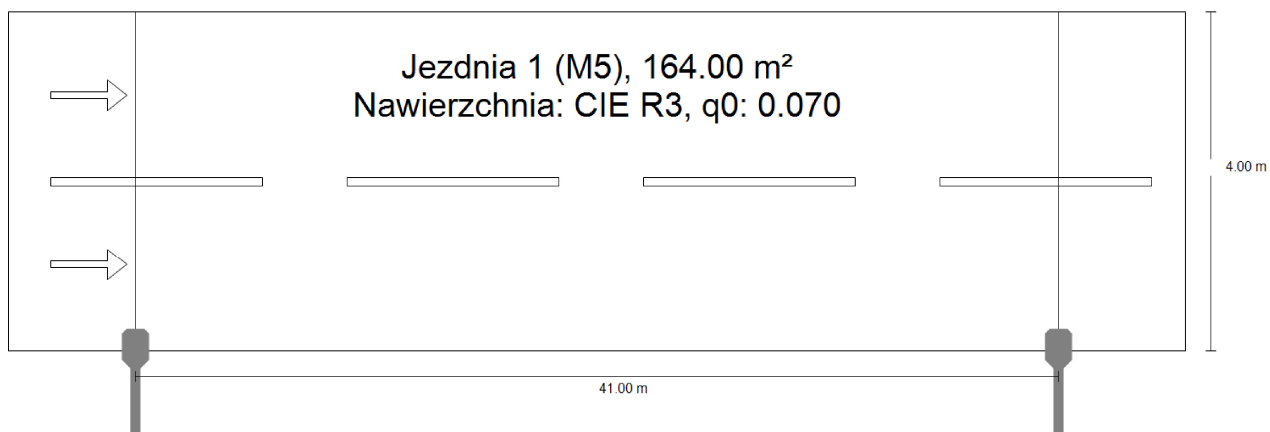 Jezdnia 1 (M5), 164.00 m²
Nawierzchnia: CIE R3, q0: 0.070
4.00 m
41.00 m